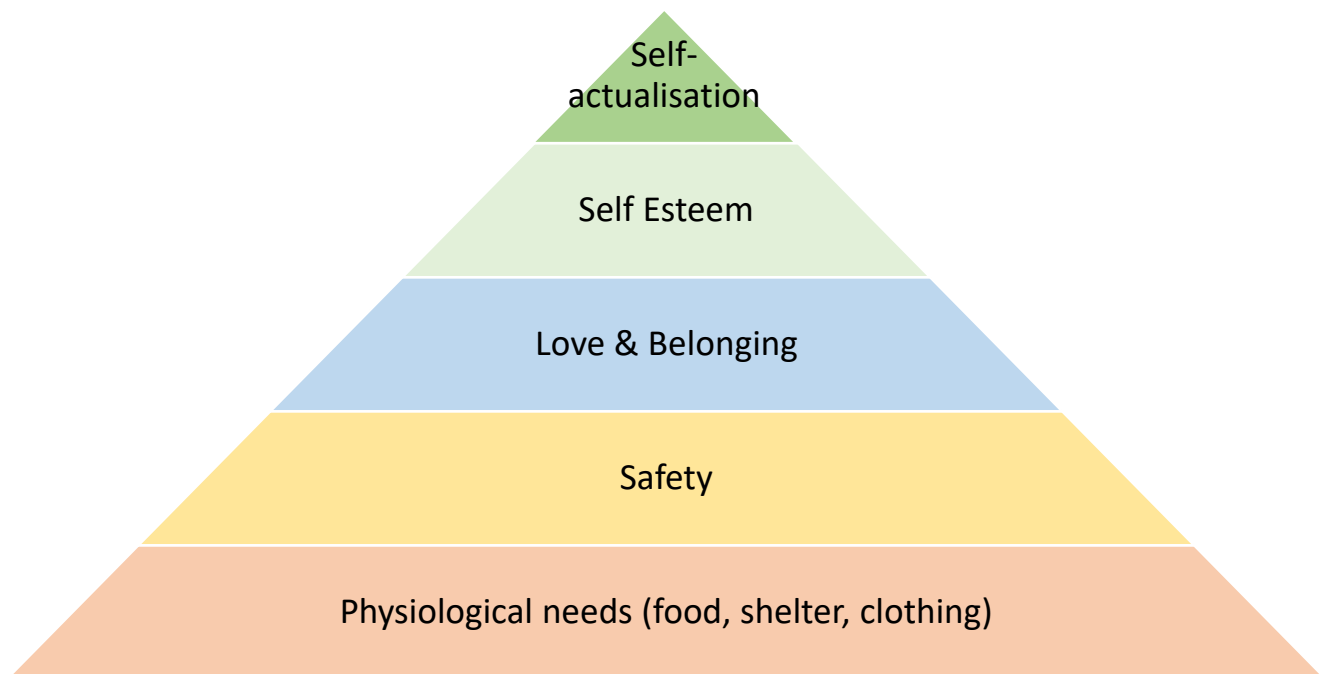 Self-
actualisation
Self Esteem
Love & Belonging
Safety
Physiological needs (food, shelter, clothing)